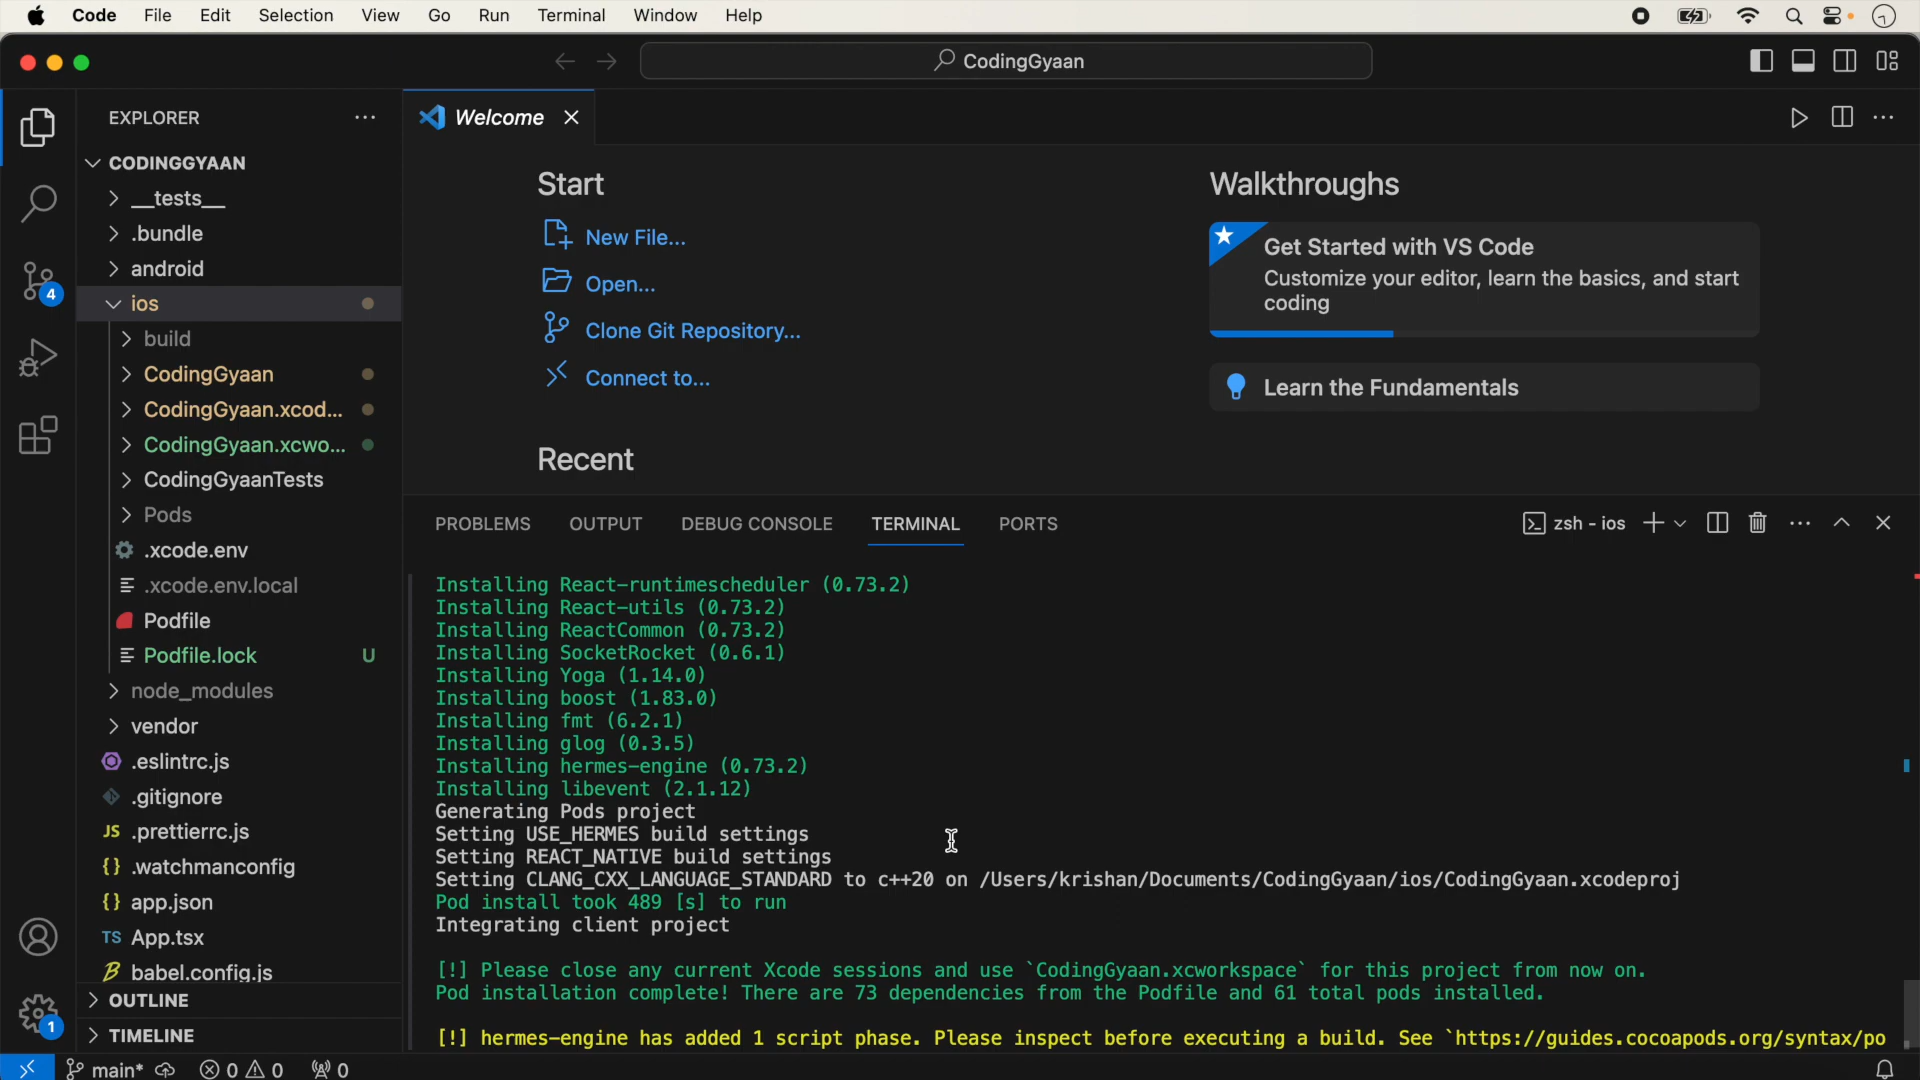 Code File Edit Selection View Go Run Terminal Window Help
CodingGyaan
EXPLORER
CODINGGYAAN
__tests__
.bundle
android
ios
build
CodingGyaan
CodingGyaan.xcod...
CodingGyaan.xcwo...
CodingGyaanTests
Pods
.xcode.env
.xcode.env.local
Podfile
Podfile.lock U
node_modules
vendor
.eslintrc.js
.gitignore
JS .prettierrc.js
{} .watchmanconfig
{} app.json
TS App.tsx
babel.config.js
OUTLINE
TIMELINE
4
1
Welcome
Start
New File...
Open...
Clone Git Repository...
Connect to...
Recent
Walkthroughs
Get Started with VS Code
Customize your editor, learn the basics, and start
coding
Learn the Fundamentals
PROBLEMS OUTPUT DEBUG CONSOLE TERMINAL PORTS
zsh - ios
Installing React-runtimescheduler (0.73.2)
Installing React-utils (0.73.2)
Installing ReactCommon (0.73.2)
Installing SocketRocket (0.6.1)
Installing Yoga (1.14.0)
Installing boost (1.83.0)
Installing fmt (6.2.1)
Installing glog (0.3.5)
Installing hermes-engine (0.73.2)
Installing libevent (2.1.12)
Generating Pods project
Setting USE_HERMES build settings
Setting REACT_NATIVE build settings
Setting CLANG_CXX_LANGUAGE_STANDARD to c++20 on /Users/krishan/Documents/CodingGyaan/ios/CodingGyaan.xcodeproj
Pod install took 489 [s] to run
Integrating client project
[!] Please close any current Xcode sessions and use `CodingGyaan.xcworkspace` for this project from now on.
Pod installation complete! There are 73 dependencies from the Podfile and 61 total pods installed.
[!] hermes-engine has added 1 script phase. Please inspect before executing a build. See `https://guides.cocoapods.org/syntax/po
main* 0 0 0